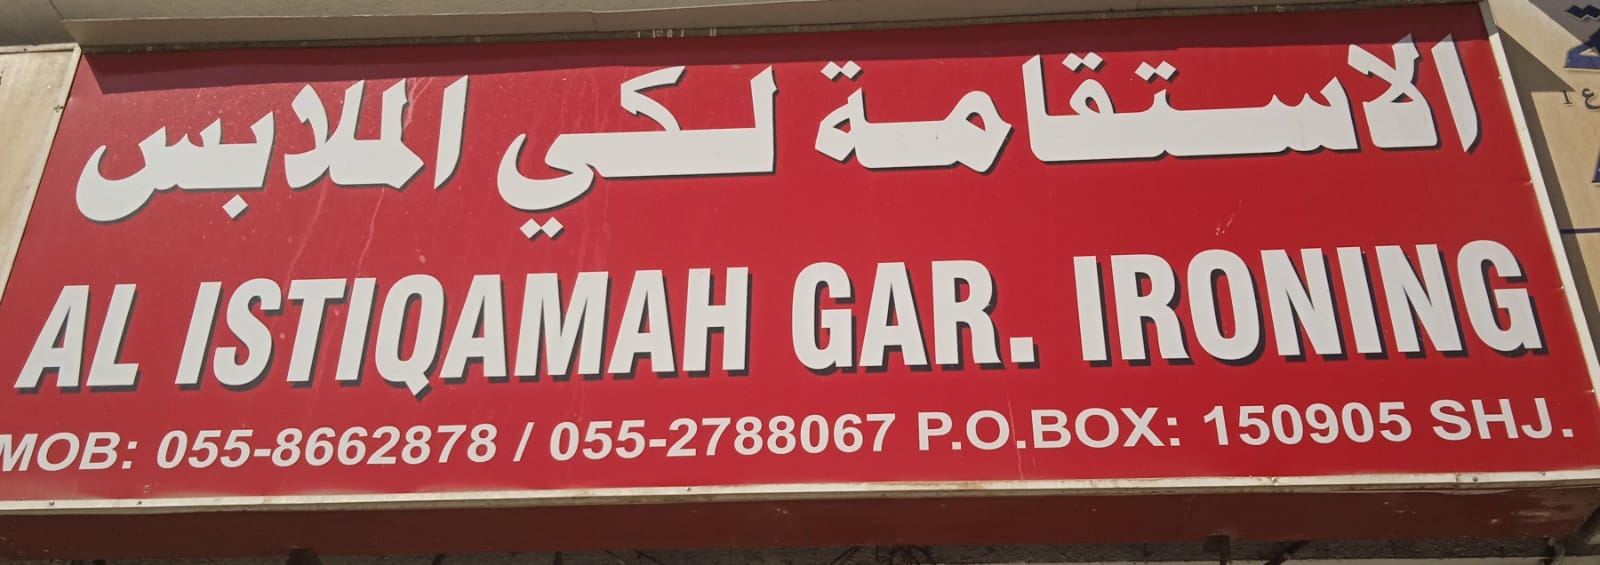 الاستقامة لكي الملابس
AL ISTIQAMAH GAR. IRONING
MOB: 055-8662878 / 055-2788067 P.O.BOX: 150905 SHJ.